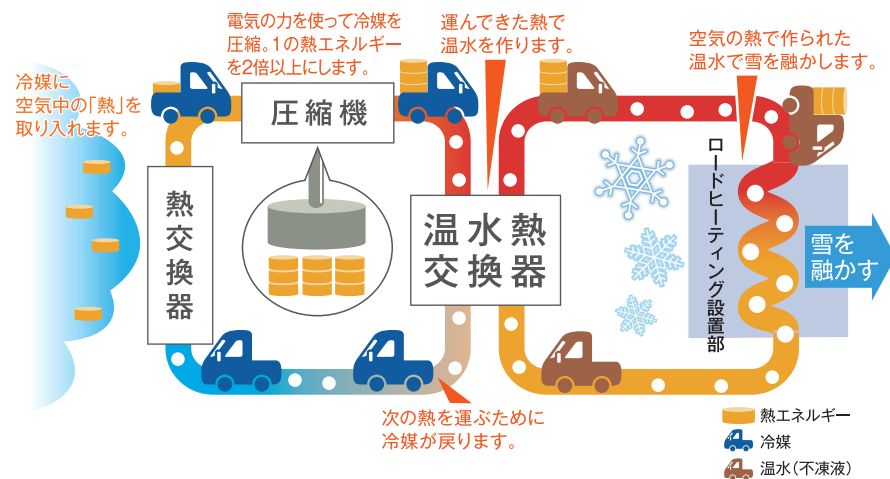 冷媒に
空気中の「熱」を
取り入れます。
電気の力を使って冷媒を
圧縮。1の熱エネルギー
を2倍以上にします。
運んできた熱で
温水を作ります。
空気の熱で作られた
温水で雪を融かします。
圧縮機
熱交換器
温水熱
交換器
ロードヒーティング設置部
雪を
融かす
次の熱を運ぶために
冷媒が戻ります。
熱エネルギー
冷媒
温水(不凍液)